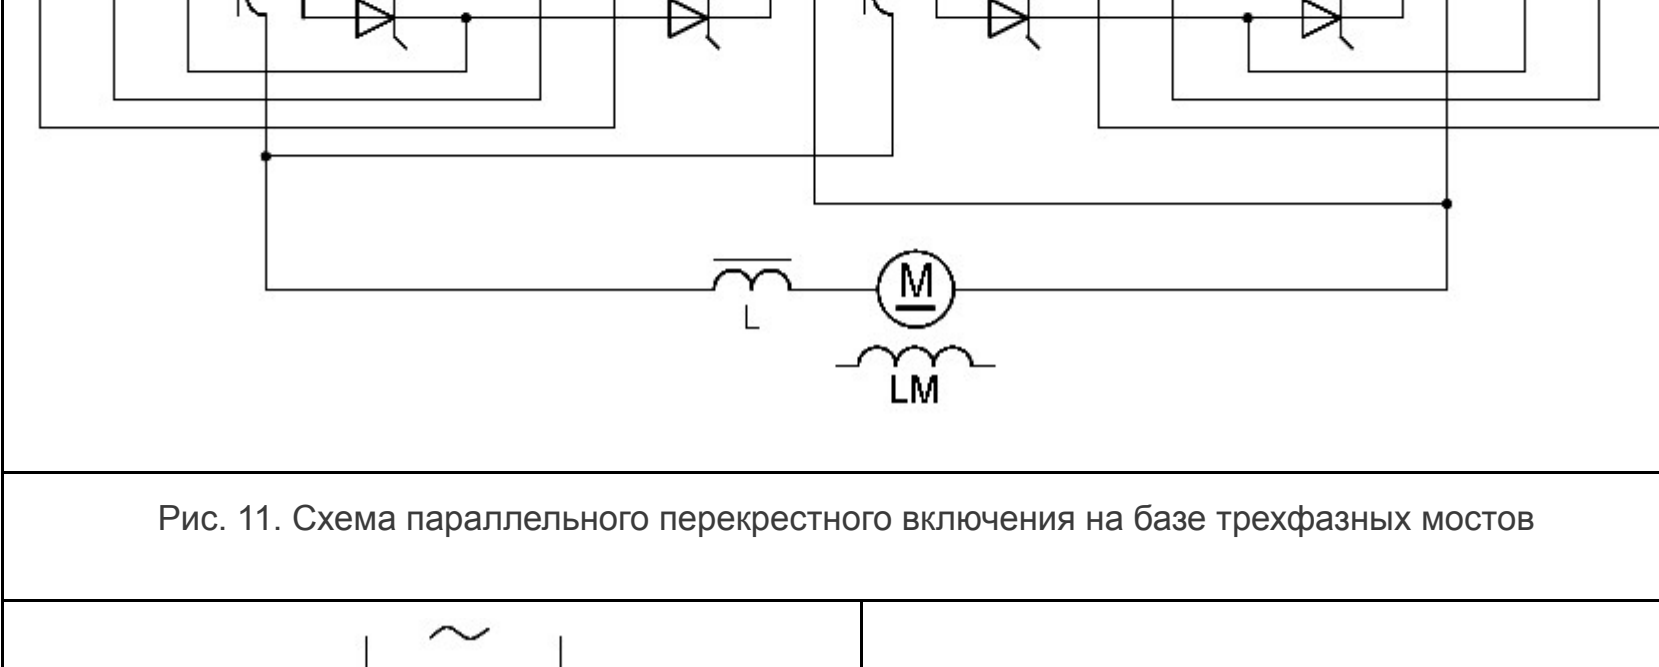 M
L
LM
Рис. 11. Схема параллельного перекрестного включения на базе трехфазных мостов